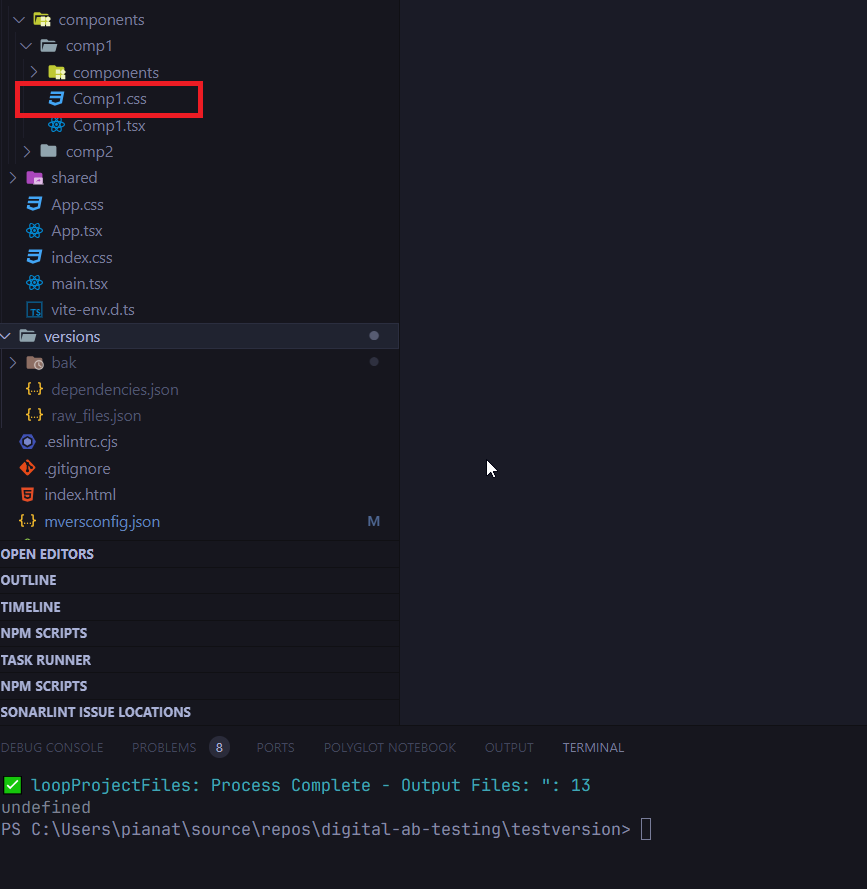 components
comp1
components
Comp1.css
Comp1.tsx
comp2
shared
App.css
App.tsx
index.css
main.tsx
TS vite-env.d.ts
versions
bak
{..} dependencies.json
{..} raw_files.json
.eslintrc.cjs
.gitignore
index.html
{..} mversconfig.json M
OPEN EDITORS
OUTLINE
TIMELINE
NPM SCRIPTS
TASK RUNNER
NPM SCRIPTS
SONARLINT ISSUE LOCATIONS
DEBUG CONSOLE PROBLEMS 8 PORTS POLYGLOT NOTEBOOK OUTPUT TERMINAL
✅ loopProjectFiles: Process Complete - Output Files: ": 13
undefined
PS C:\Users\pianat\source\repos\digital-ab-testing\testversion>